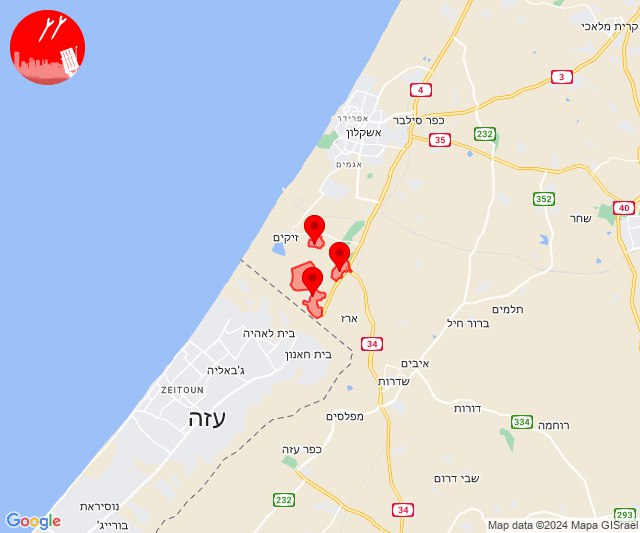 קרית מלאכי
3
4
כפר סילבר
אפרידר
אשקלון
232
35
אגמים
352
40
שחר
זיקים
תלמים
ברור חיל
ארז
בית לאהיה
34
בית חאנון
ג'באליה
איבים
שדרות
ZEITOUN
דורות
עזה
מפלסים
334
רוחמה
כפר עזה
שבי דרום
232
נוסיראת
34
293
בורייג'
Google
Map data ©2024 Mapa GISrael